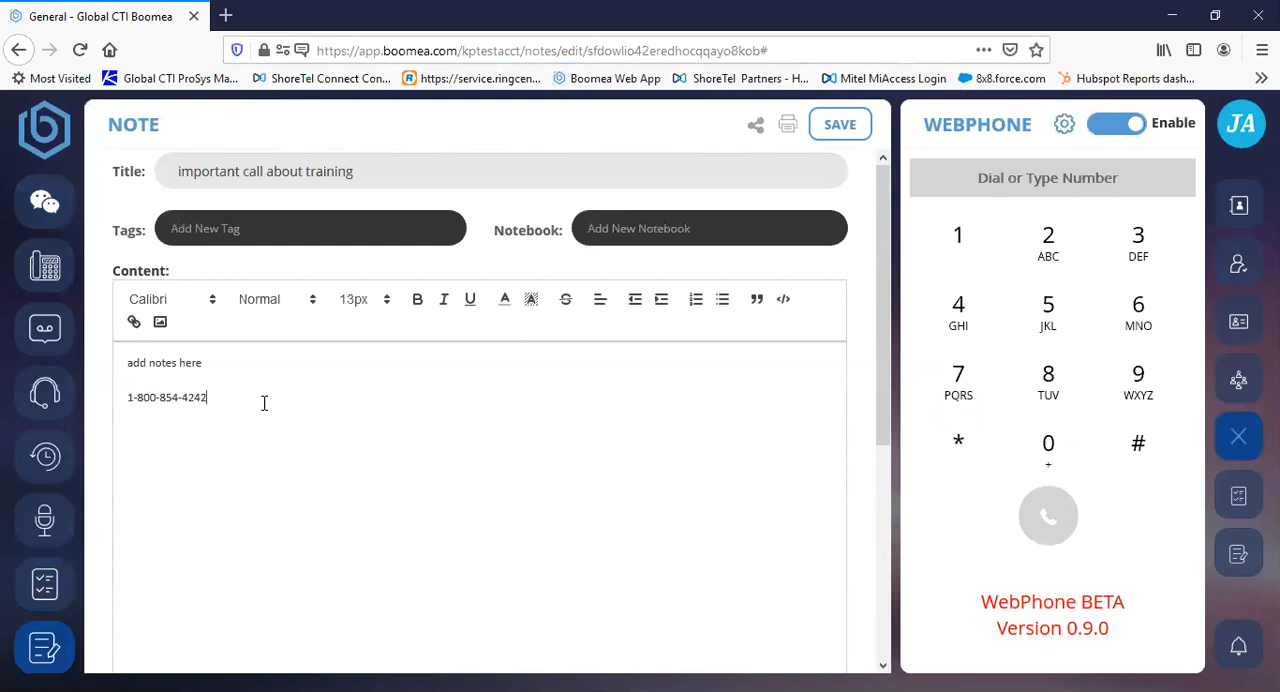 General - Global CTI Boomea
https://app.boomea.com/kptestacct/notes/edit/sfdowlio42eredhocqqayo8kob#
Most Visited
Global CTI ProSys Ma...
ShoreTel Connect Con...
https://service.ringcen...
Boomea Web App
ShoreTel Partners - H...
Mitel MiAccess Login
8x8.force.com
Hubspot Reports dash...
NOTE
SAVE
Title:
important call about training
Tags:
Add New Tag
Notebook:
Add New Notebook
Content:
Calibri
Normal
13px
B
I
U
A
A
S
add notes here
1-800-854-4242
WEBPHONE
Enable
JA
Dial or Type Number
1
2
3
ABC
DEF
4
5
6
GHI
JKL
MNO
7
8
9
PQRS
TUV
WXYZ
*
0
#
+
WebPhone BETA
Version 0.9.0